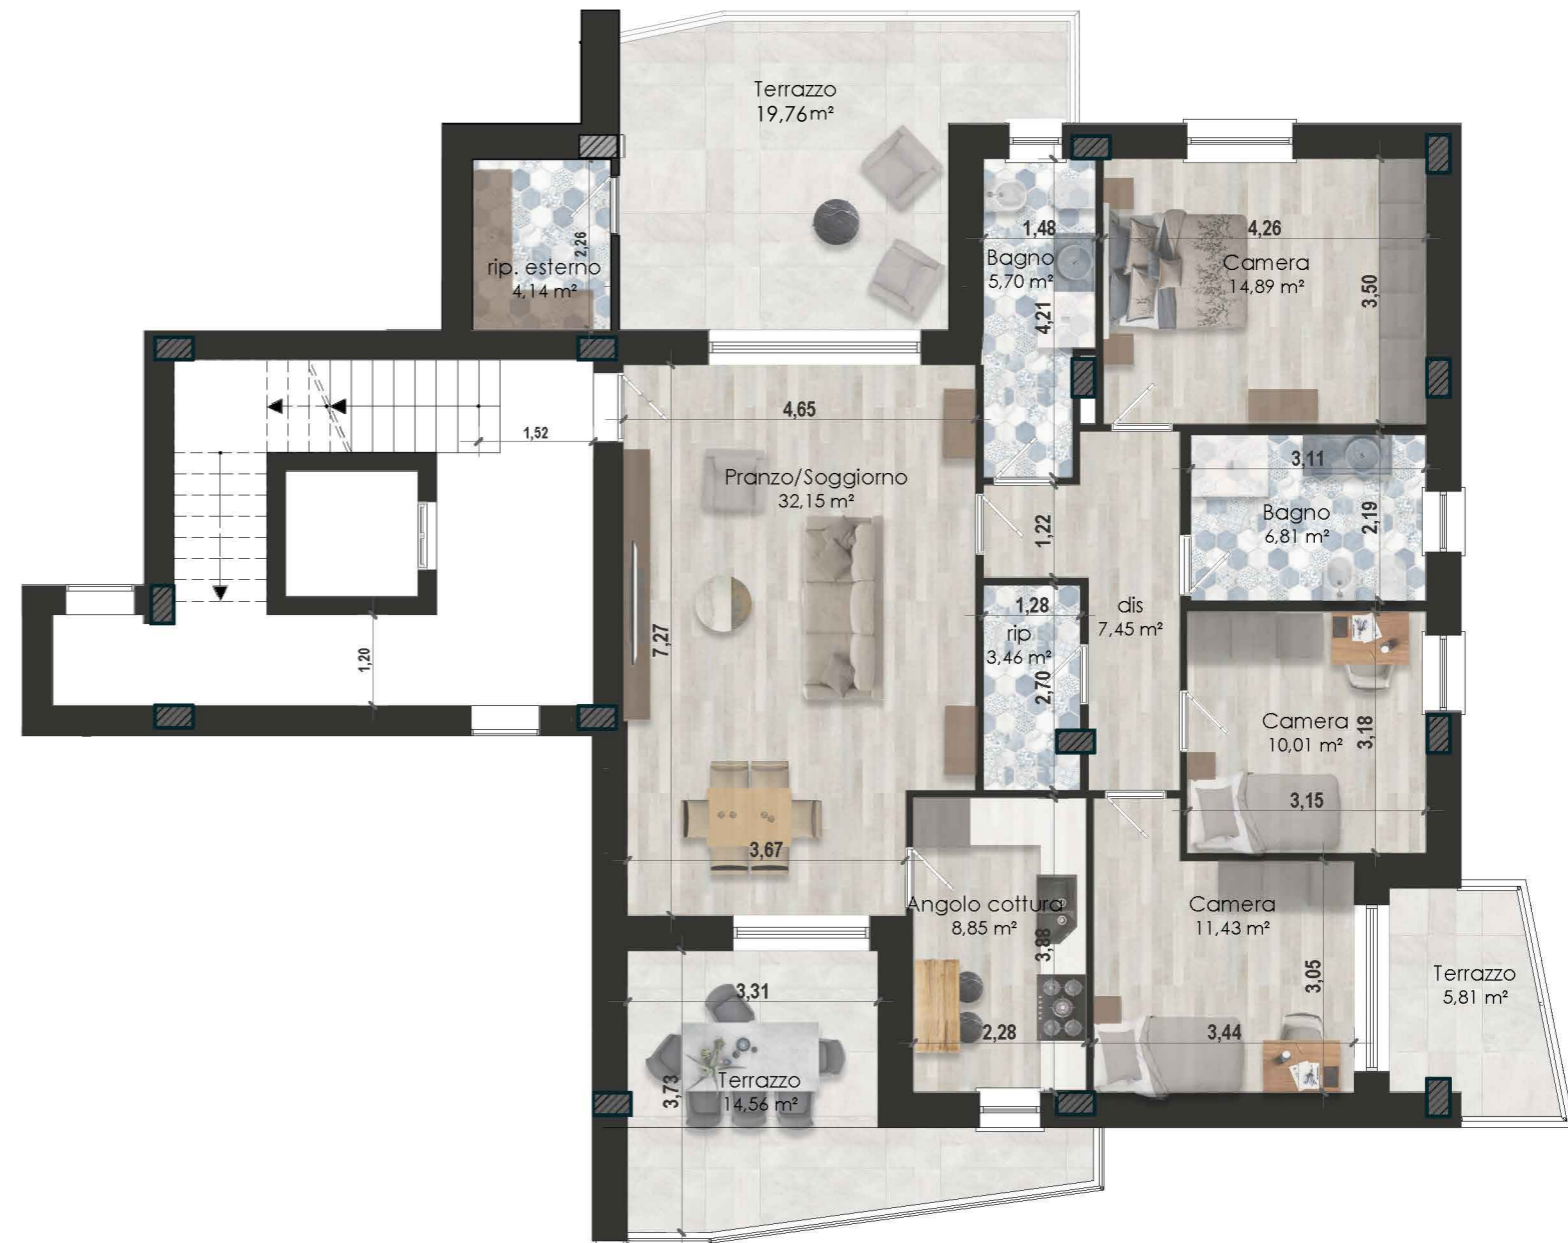 Terrazzo
19,76m²
rip. esterno
4,14 m²
2,26
1,48
Bagno
5,70 m²
4,21
4,26
Camera
14,89 m²
3,50
1,52
4,65
Pranzo/Soggiorno
32,15 m²
7,27
1,22
3,11
Bagno
6,81 m²
2,19
1,20
1,28
rip
3,46 m²
2,70
dis
7,45 m²
Camera
10,01 m²
3,18
3,15
3,67
Angolo cottura
8,85 m²
3,88
2,28
Camera
11,43 m²
3,05
3,44
Terrazzo
5,81 m²
3,31
Terrazzo
14,56 m²
3,73